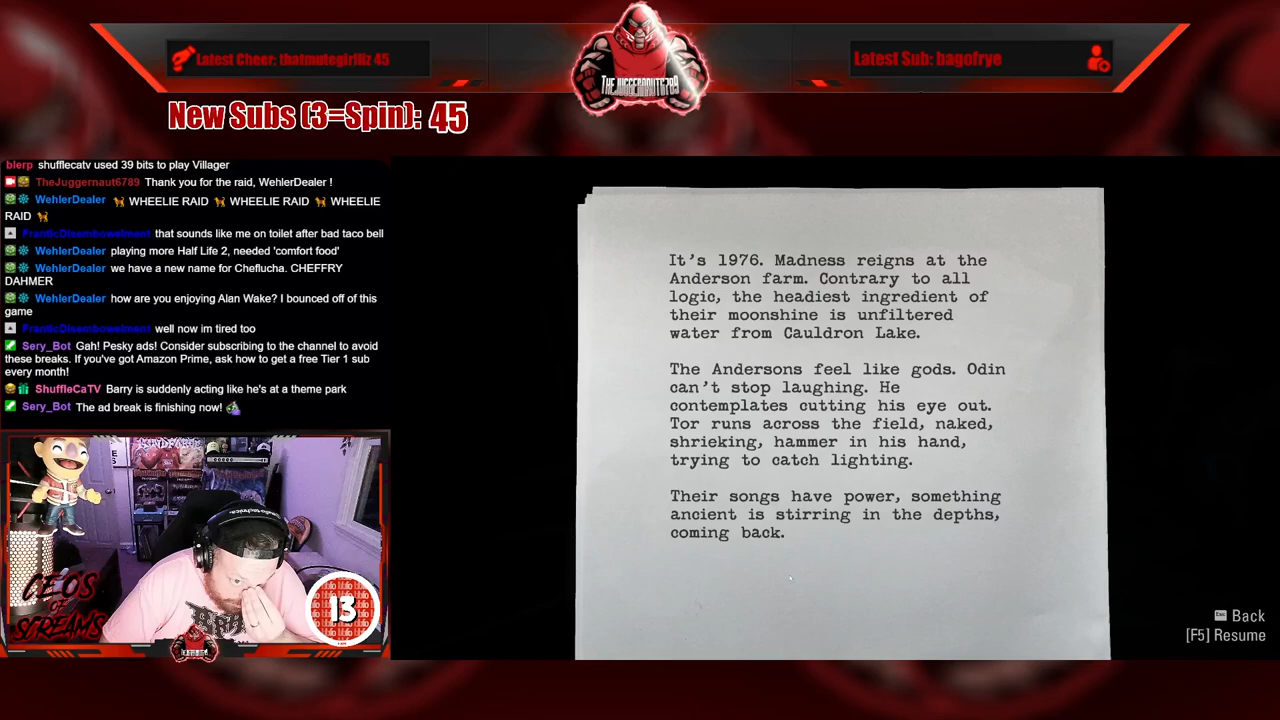 Latest Cheer: thatmutegirlliz 45
THEJUGGERNAUT6789
Latest Sub: bagofrye
New Subs (3=Spin): 45
blerp shufflecatv used 39 bits to play Villager
TheJuggernaut6789 Thank you for the raid, WehlerDealer !
WehlerDealer WHEELIE RAID WHEELIE RAID WHEELIE
RAID
FranticDisembowelment that sounds like me on toilet after bad taco bell
WehlerDealer playing more Half Life 2, needed 'comfort food'
WehlerDealer we have a new name for Cheflucha. CHEFFRY
DAHMER
WehlerDealer how are you enjoying Alan Wake? I bounced off of this
game
FranticDisembowelment well now im tired too
Sery_Bot Gah! Pesky ads! Consider subscribing to the channel to avoid
these breaks. If you've got Amazon Prime, ask how to get a free Tier 1 sub
every month!
ShuffleCaTV Barry is suddenly acting like he's at a theme park
Sery_Bot The ad break is finishing now!
It's 1976. Madness reigns at the
Anderson farm. Contrary to all
logic, the headiest ingredient of
their moonshine is unfiltered
water from Cauldron Lake.
The Andersons feel like gods. Odin
can't stop laughing. He
contemplates cutting his eye out.
Tor runs across the field, naked,
shrieking, hammer in his hand,
trying to catch lighting.
Their songs have power, something
ancient is stirring in the depths,
coming back.
CEOS
OF
SCREAMS
13
Back
[F5] Resume